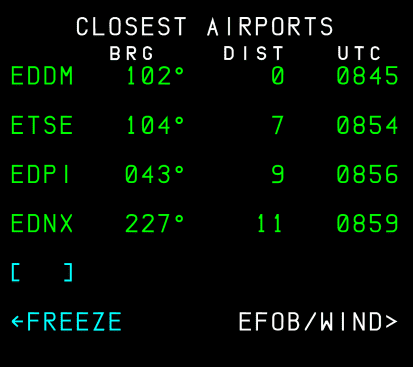 CLOSEST AIRPORTS
BRG DIST UTC
EDDM 102° 0 0845
ETSE 104° 7 0854
EDPI 043° 9 0856
EDNX 227° 11 0859
[ ]
←FREEZE EFOB/WIND>